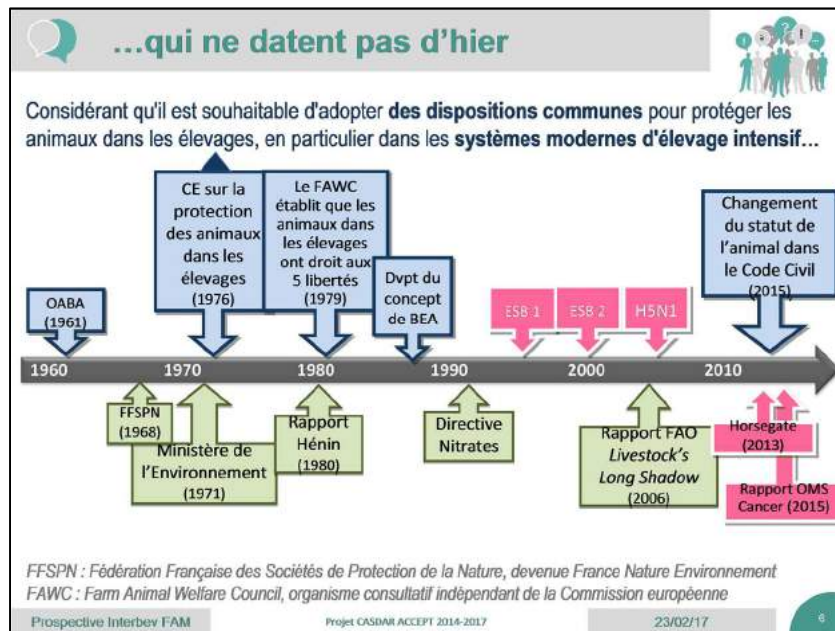 ...qui ne datent pas d'hier
Considérant qu'il est souhaitable d'adopter des dispositions communes pour protéger les
animaux dans les élevages, en particulier dans les systèmes modernes d'élevage intensif...
OABA
(1961)
CE sur la
protection
des animaux
dans les
élevages
(1976)
Le FAWC
établit que les
animaux dans
les élevages
ont droit aux
5 libertés
(1979)
Dvpt du
concept
de BEA
ESB 1
ESB 2
H5N1
Changement
du statut de
l'animal dans
le Code Civil
(2015)
1960
1970
1980
1990
2000
2010
FFSPN
(1968)
Ministère de
l'Environnement
(1971)
Rapport
Hénin
(1980)
Directive
Nitrates
Rapport FAO
Livestock's
Long Shadow
(2006)
Horsegate
(2013)
Rapport OMS
Cancer (2015)
FFSPN : Fédération Française des Sociétés de Protection de la Nature, devenue France Nature Environnement
FAWC : Farm Animal Welfare Council, organisme consultatif indépendant de la Commission européenne
Prospective Interbev FAM
Projet CASDAR ACCEPT 2014-2017
23/02/17
6